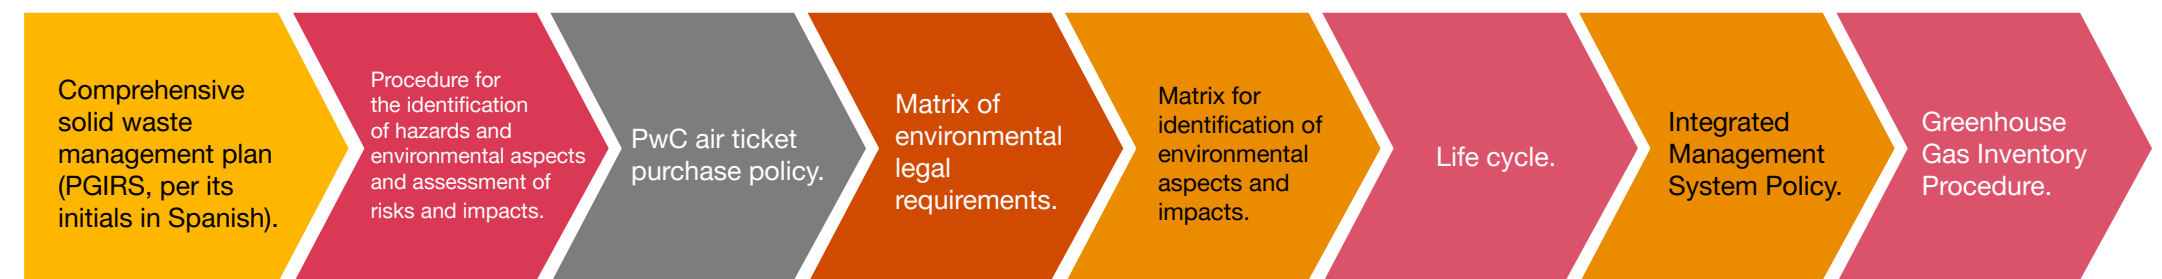 Comprehensive
solid waste
management plan
(PGIRS, per its
initials in Spanish).
Procedure for
the identification
of hazards and
environmental aspects
and assessment of
risks and impacts.
PwC air ticket
purchase policy.
Matrix of
environmental
legal
requirements.
Matrix for
identification of
environmental
aspects and
impacts.
Life cycle.
Integrated
Management
System Policy.
Greenhouse
Gas Inventory
Procedure.